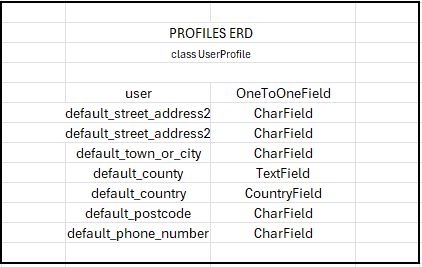 PROFILES ERD
class UserProfile
user OneToOneField
default_street_address2 CharField
default_street_address2 CharField
default_town_or_city CharField
default_county TextField
default_country CountryField
default_postcode CharField
default_phone_number CharField